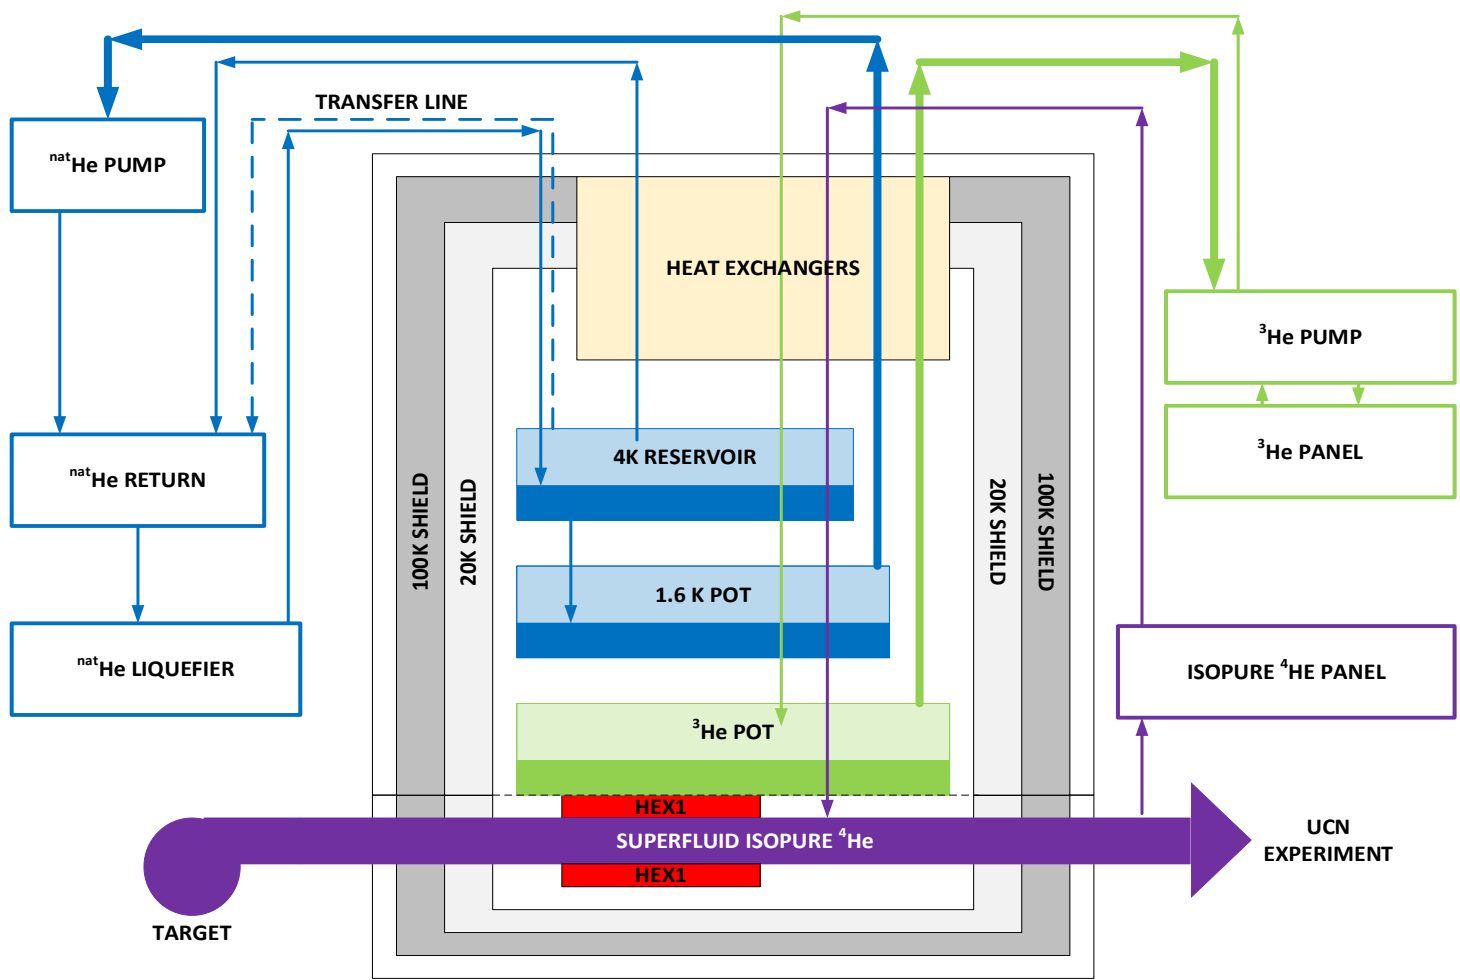 TRANSFER LINE
natHe PUMP
HEAT EXCHANGERS
3He PUMP
3He PANEL
4K RESERVOIR
natHe RETURN
100K SHIELD
20K SHIELD
20K SHIELD
100K SHIELD
1.6 K POT
natHe LIQUEFIER
ISOPURE 4HE PANEL
3He POT
HEX1
SUPERFLUID ISOPURE 4He
HEX1
UCN
EXPERIMENT
TARGET